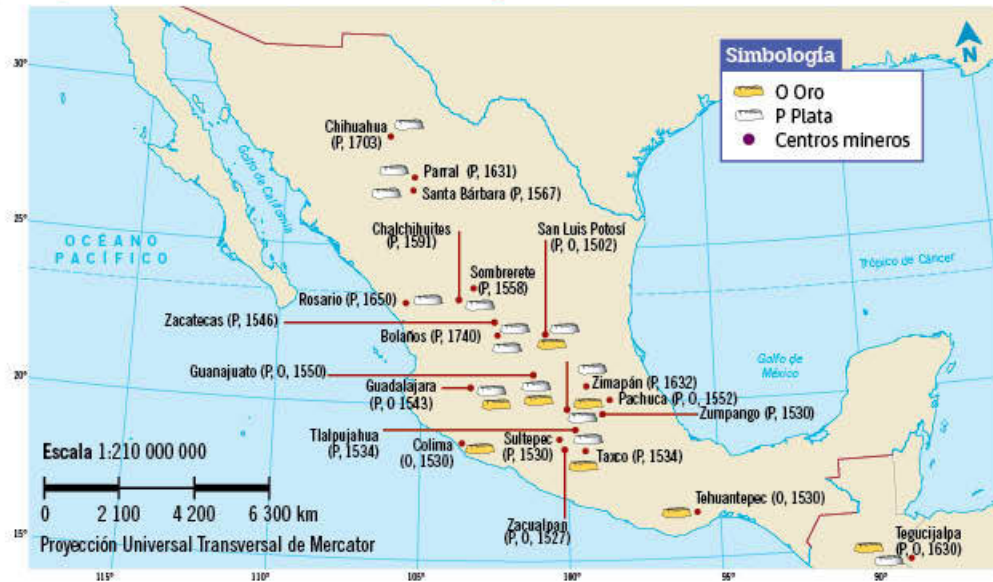 30°
25°
20°
15°
115°
110°
105°
100°
95°
90°
Simbología
O Oro
P Plata
Centros mineros
N
Golfo de California
OCÉANO
PACÍFICO
Trópico de Cáncer
Golfo de
México
Chihuahua
(P, 1703)
Parral (P, 1631)
Santa Bárbara (P, 1567)
Chalchihuites
(P, 1591)
San Luis Potosí
(P, O, 1502)
Sombrerete
(P, 1558)
Rosario (P, 1650)
Zacatecas (P, 1546)
Bolaños (P, 1740)
Guanajuato (P, O, 1550)
Guadalajara
(P, O 1543)
Zimapán (P, 1632)
Pachuca (P, O, 1552)
Zumpango (P, 1530)
Tlalpujahua
(P, 1534)
Colima
(O, 1530)
Sultepec
(P, 1530)
Taxco (P, 1534)
Zacualpan
(P, O, 1527)
Tehuantepec (O, 1530)
Tegucijalpa
(P, O, 1630)
Escala 1:210 000 000
0 2 100 4 200 6 300 km
Proyección Universal Transversal de Mercator